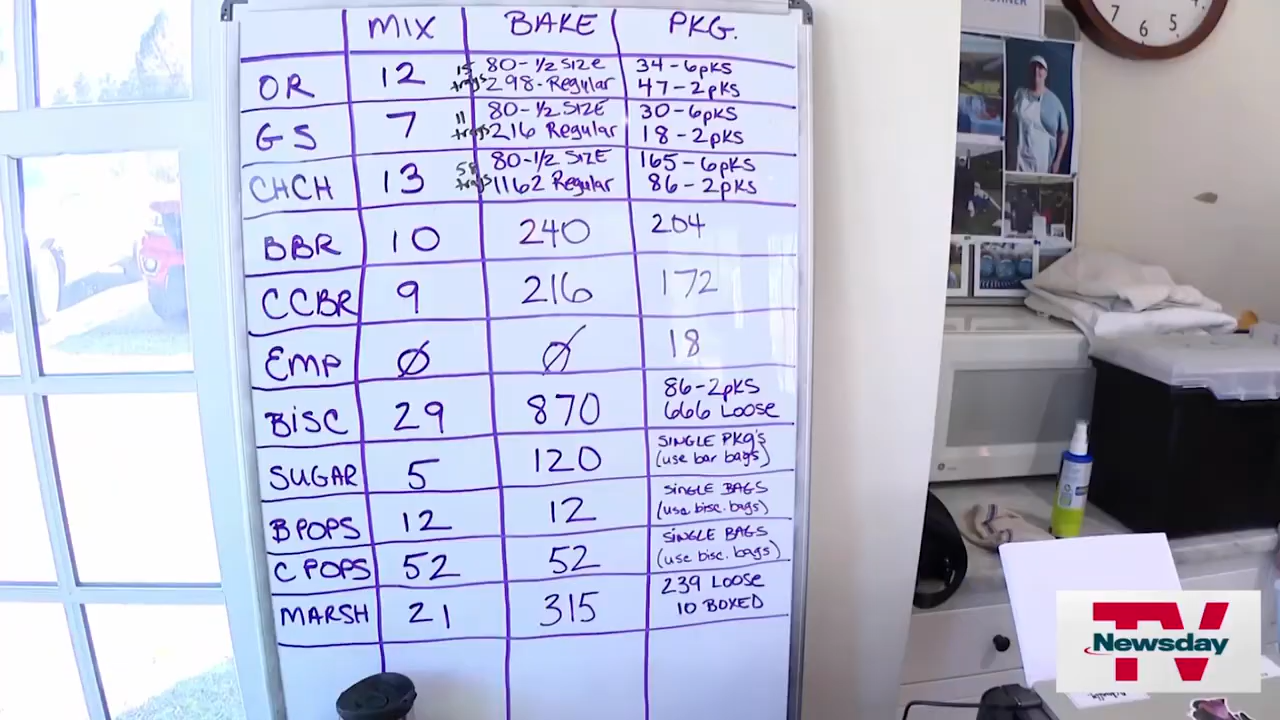 MIX BAKE PKG.
OR 12 15 trays 80-1/2 SIZE 34-6pks
298-Regular 47-2pks
GS 7 11 trays 80-1/2 SIZE 30-6pks
216 Regular 18-2pks
CHCH 13 58 trays 80-1/2 SIZE 165-6pks
1162 Regular 86-2pks
BBR 10 240 204
CCBR 9 216 172
EMP Ø Ø 18
BISC 29 870 86-2pks
666 LOOSE
SUGAR 5 120 SINGLE PKG'S
(use bar bags)
BPOPS 12 12 SINGLE BAGS
(use bisc. bags)
CPOPS 52 52 SINGLE BAGS
(use bisc. bags)
MARSH 21 315 239 LOOSE
10 BOXED
7 6 5
TV
Newsday